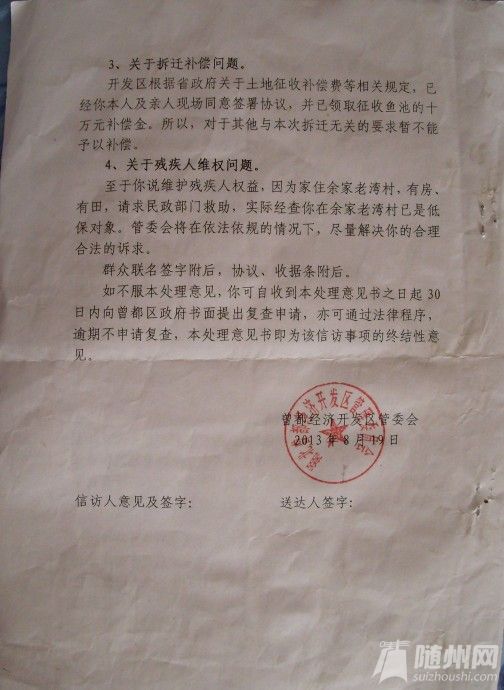 3、关于拆迁补偿问题。
开发区根据省政府关于土地征收补偿费等相关规定，已
经你本人及亲人现场同意签署协议，并已领取征收鱼池的十
万元补偿金。所以，对于其他与本次拆迁无关的要求暂不能
予以补偿。
4、关于残疾人维权问题。
至于你说维护残疾人权益，因为家住余家老湾村，有房、
有田，请求民政部门救助，实际经查你在余家老湾村已是低
保对象。管委会将在依法依规的情况下，尽量解决你的合理
合法的诉求。
群众联名签字附后，协议、收据条附后。
如不服本处理意见，你可自收到本处理意见书之日起 30
日内向曾都区政府书面提出复查申请，亦可通过法律程序，
逾期不申请复查，本处理意见书即为该信访事项的终结性意
见。
曾都经济开发区管委会
2013年8月19日
经济开发区管
信访人意见及签字：
送达人签字：
随州网
suizhoushi.com